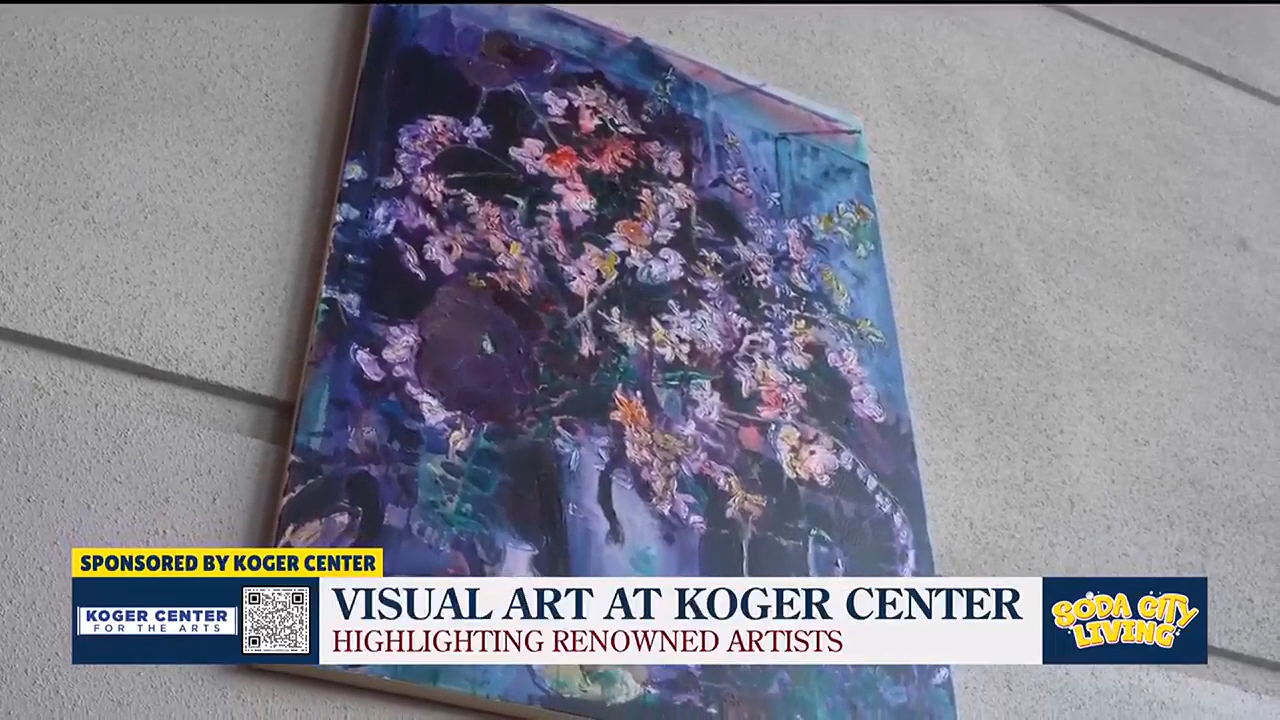 SPONSORED BY KOGER CENTER
KOGER CENTER
FOR THE ARTS
VISUAL ART AT KOGER CENTER
HIGHLIGHTING RENOWNED ARTISTS
SODA CITY
LIVING